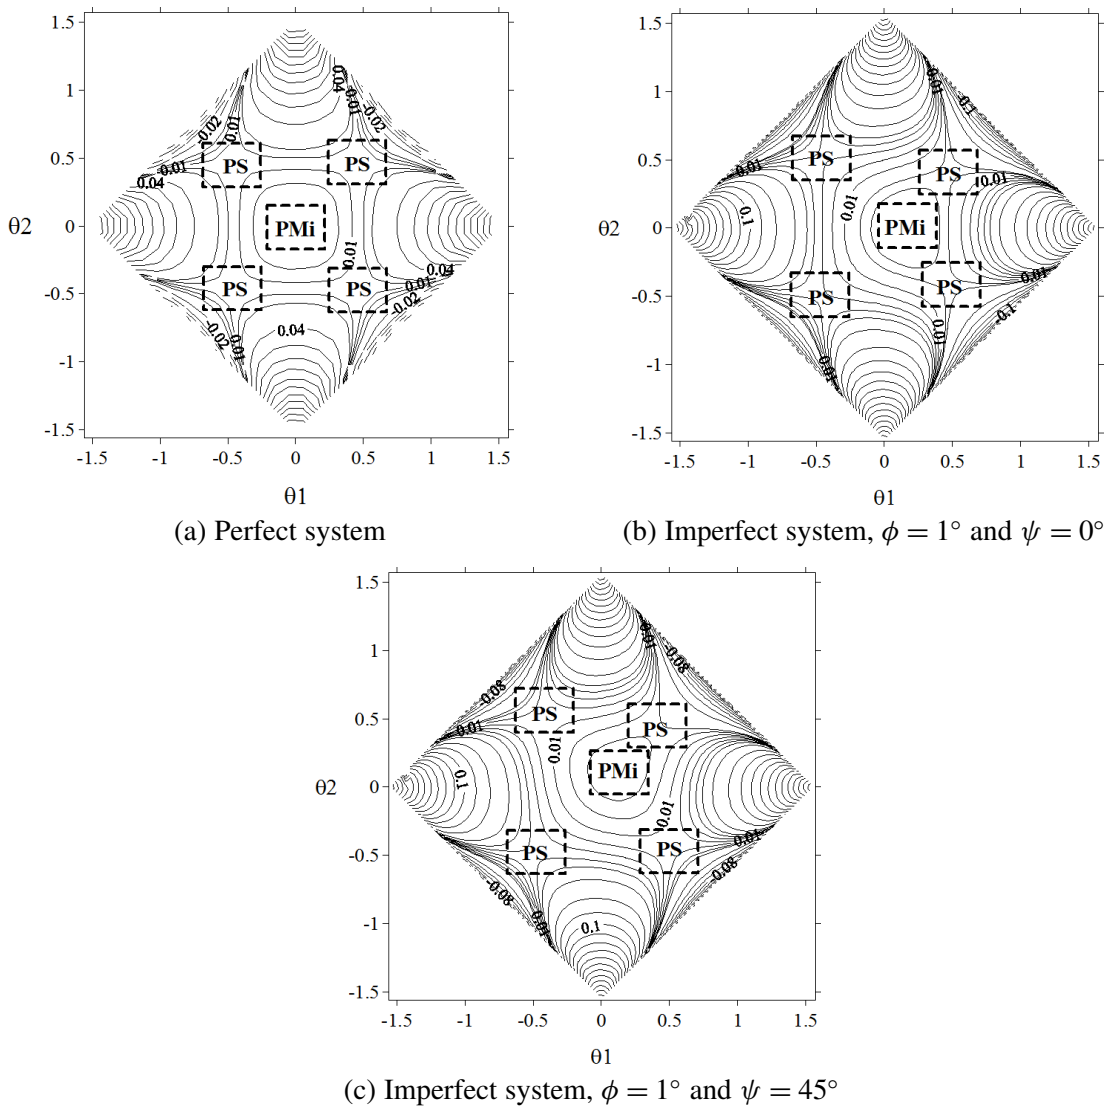 1.5
1
0.5
0
-0.5
-1
-1.5
θ2
-1.5 -1 -0.5 0 0.5 1 1.5
θ1
0.04
0.01
-0.02
-0.02
0.01
PS
PS
0.01
0.04
PMi
0.01
PS
PS
0.04
0.01
-0.02
-0.02
0.01
0.04
(a) Perfect system
1.5
1
0.5
0
-0.5
-1
-1.5
θ2
-1.5 -1 -0.5 0 0.5 1 1.5
θ1
0.01
-0.1
PS
PS
0.01
0.01
0.1
0.01
PMi
PS
PS
0.01
0.01
-0.1
0.01
(b) Imperfect system, ϕ = 1° and ψ = 0°
1.5
1
0.5
0
-0.5
-1
-1.5
θ2
-1.5 -1 -0.5 0 0.5 1 1.5
θ1
0.01
-0.08
-0.08
PS
PS
0.01
0.01
0.1
PMi
0.01
PS
PS
0.01
-0.08
-0.08
0.01
0.1
(c) Imperfect system, ϕ = 1° and ψ = 45°